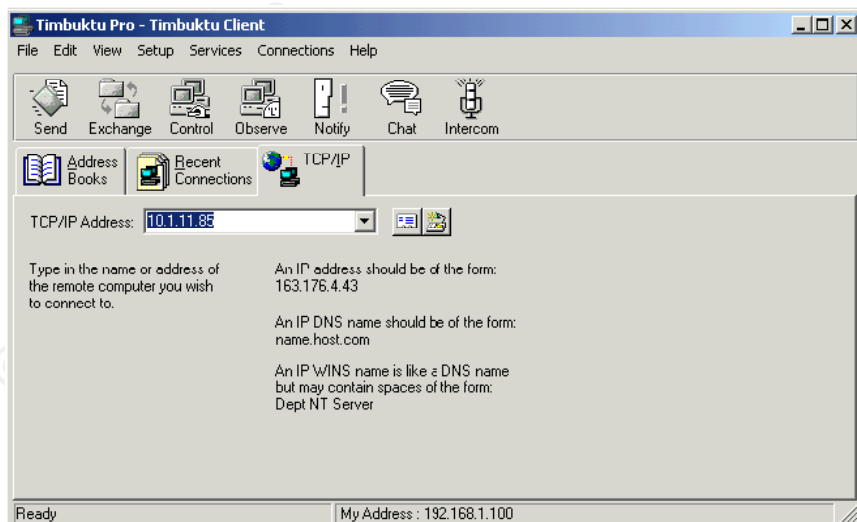 Timbuktu Pro - Timbuktu Client
File Edit View Setup Services Connections Help
Send Exchange Control Observe Notify Chat Intercom
Address Books
Recent Connections
TCP/IP
TCP/IP Address: 10.1.11.85
Type in the name or address of
the remote computer you wish
to connect to.
An IP address should be of the form:
163.176.4.43
An IP DNS name should be of the form:
name.host.com
An IP WINS name is like a DNS name
but may contain spaces of the form:
Dept NT Server
Ready
My Address : 192.168.1.100